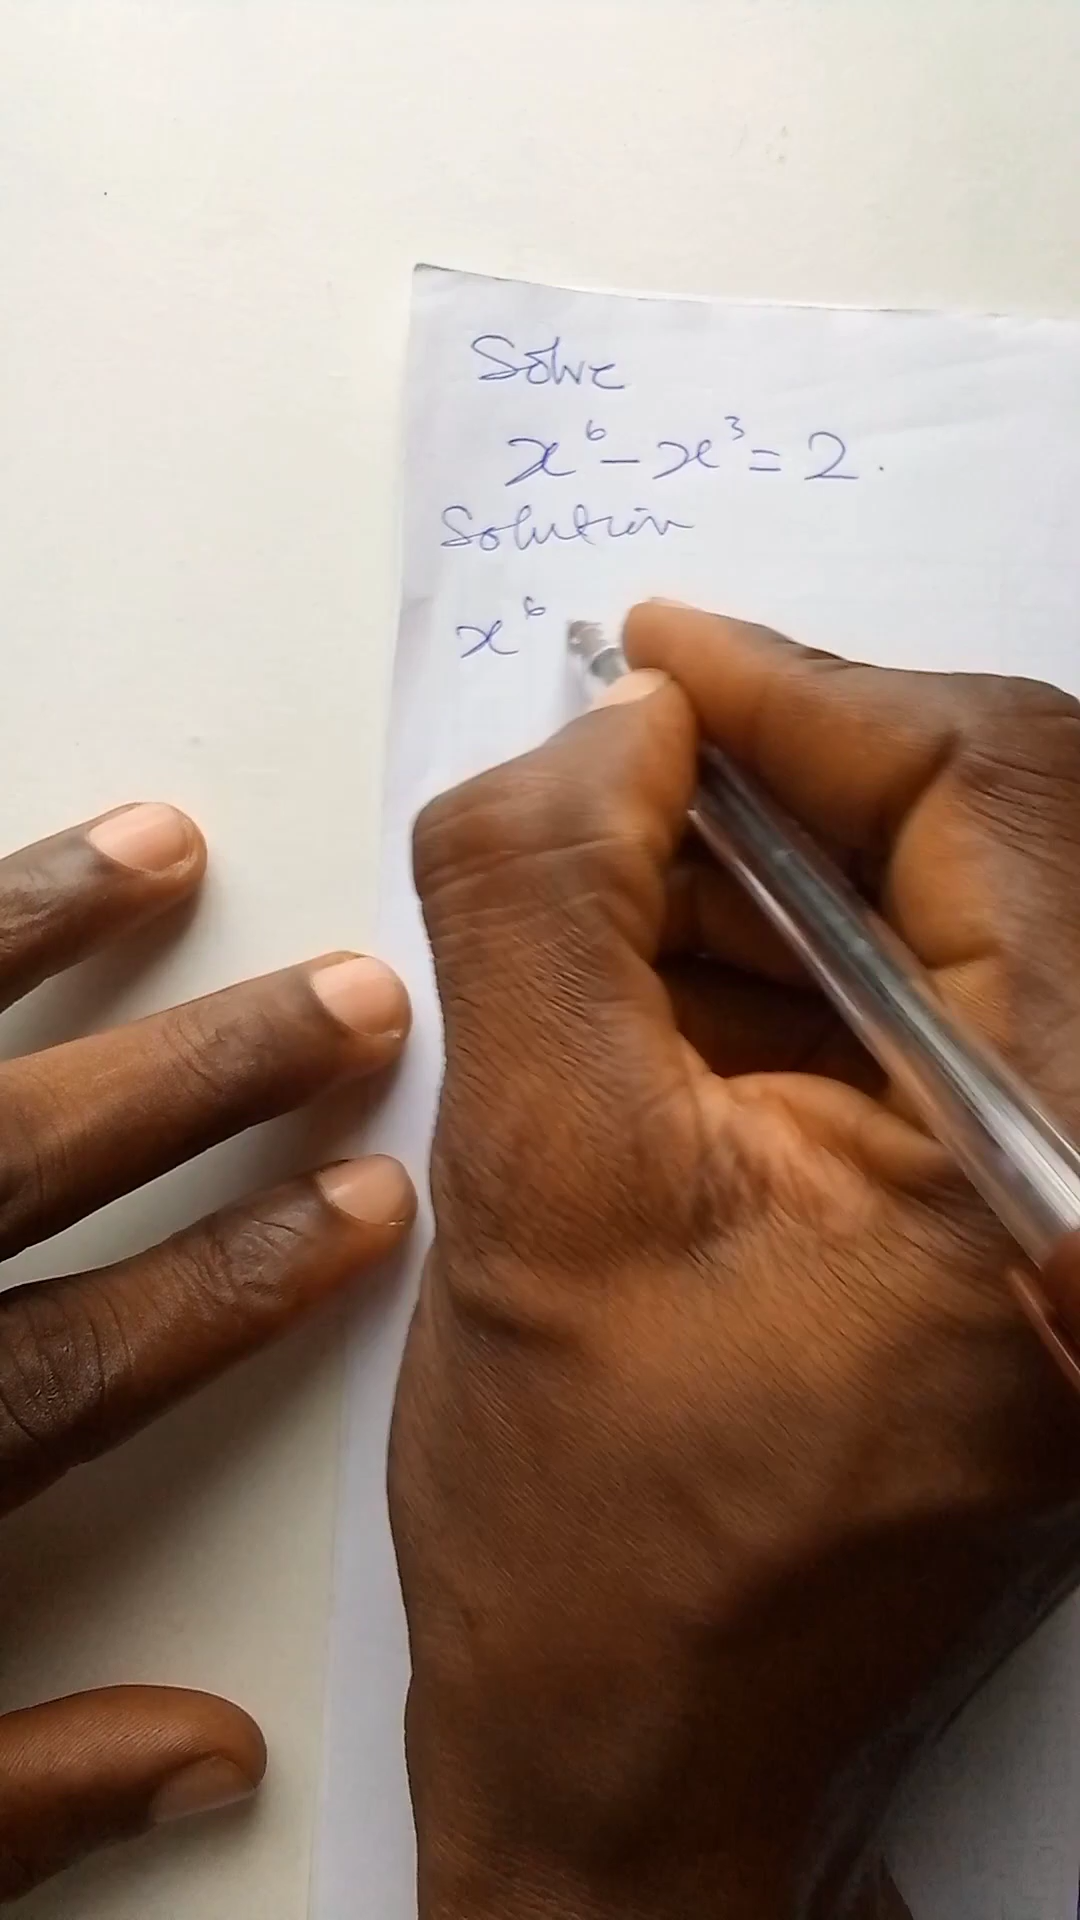 Solve
x⁶ - x³ = 2.
Solution
x⁶